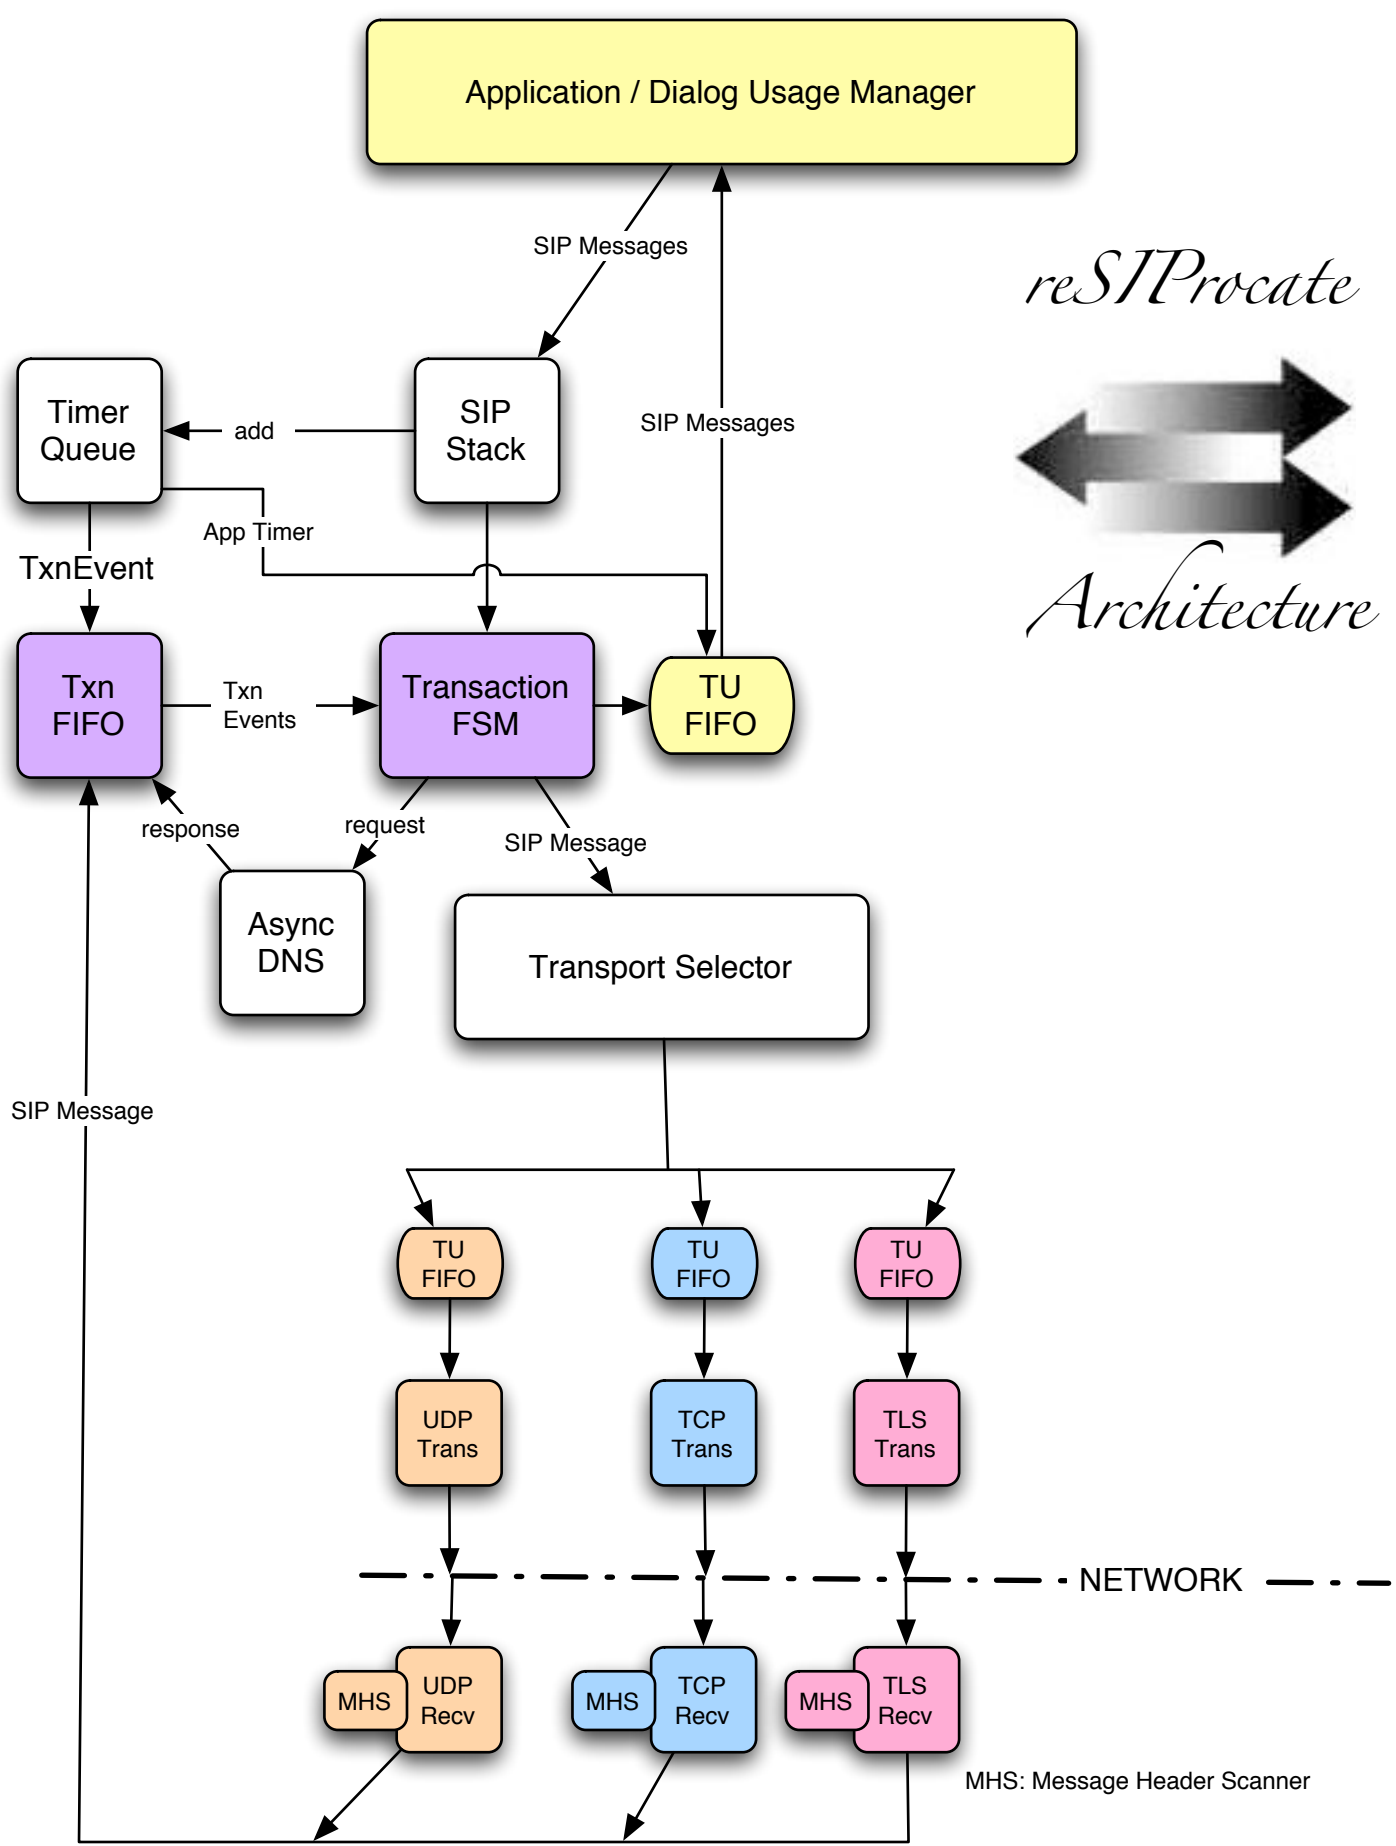 Application / Dialog Usage Manager
SIP Messages
reSIProcate
Timer
Queue
add
SIP
Stack
SIP Messages
App Timer
TxnEvent
Architecture
Txn
FIFO
Txn
Events
Transaction
FSM
TU
FIFO
response
request
SIP Message
Async
DNS
Transport Selector
SIP Message
TU
FIFO
TU
FIFO
TU
FIFO
UDP
Trans
TCP
Trans
TLS
Trans
NETWORK
MHS
UDP
Recv
MHS
TCP
Recv
MHS
TLS
Recv
MHS: Message Header Scanner